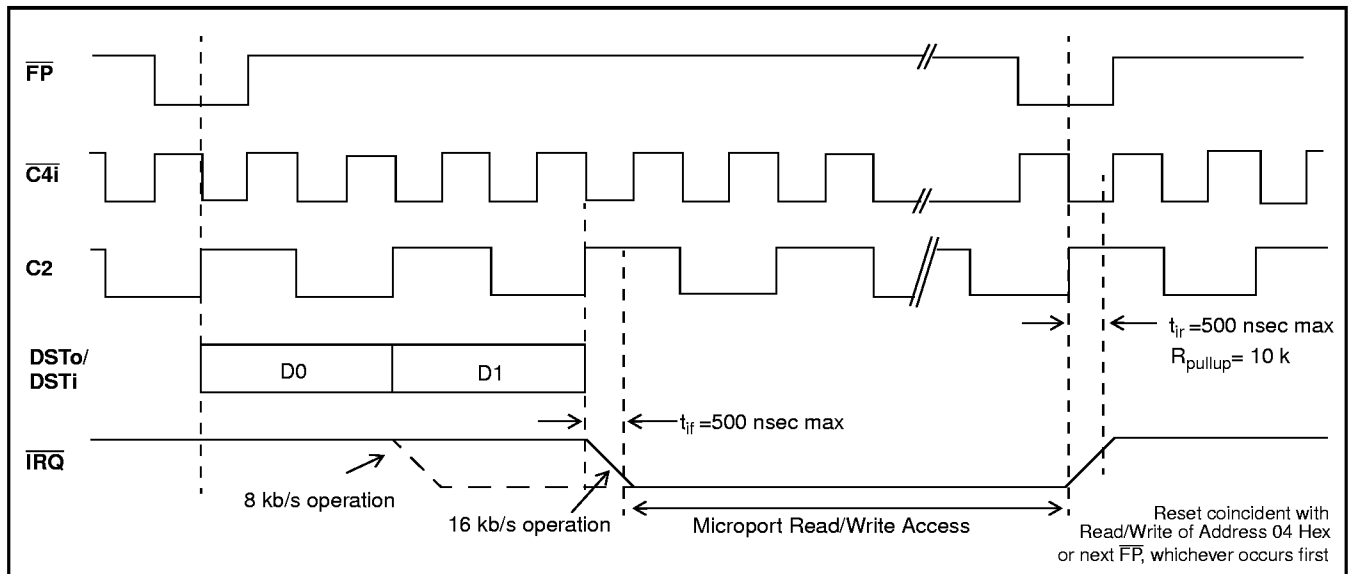 FP
C4i
C2
t_ir =500 nsec max
R_pullup= 10 k
DSTo/
DSTi
D0
D1
t_if =500 nsec max
IRQ
8 kb/s operation
16 kb/s operation
Microport Read/Write Access
Reset coincident with
Read/Write of Address 04 Hex
or next FP, whichever occurs first